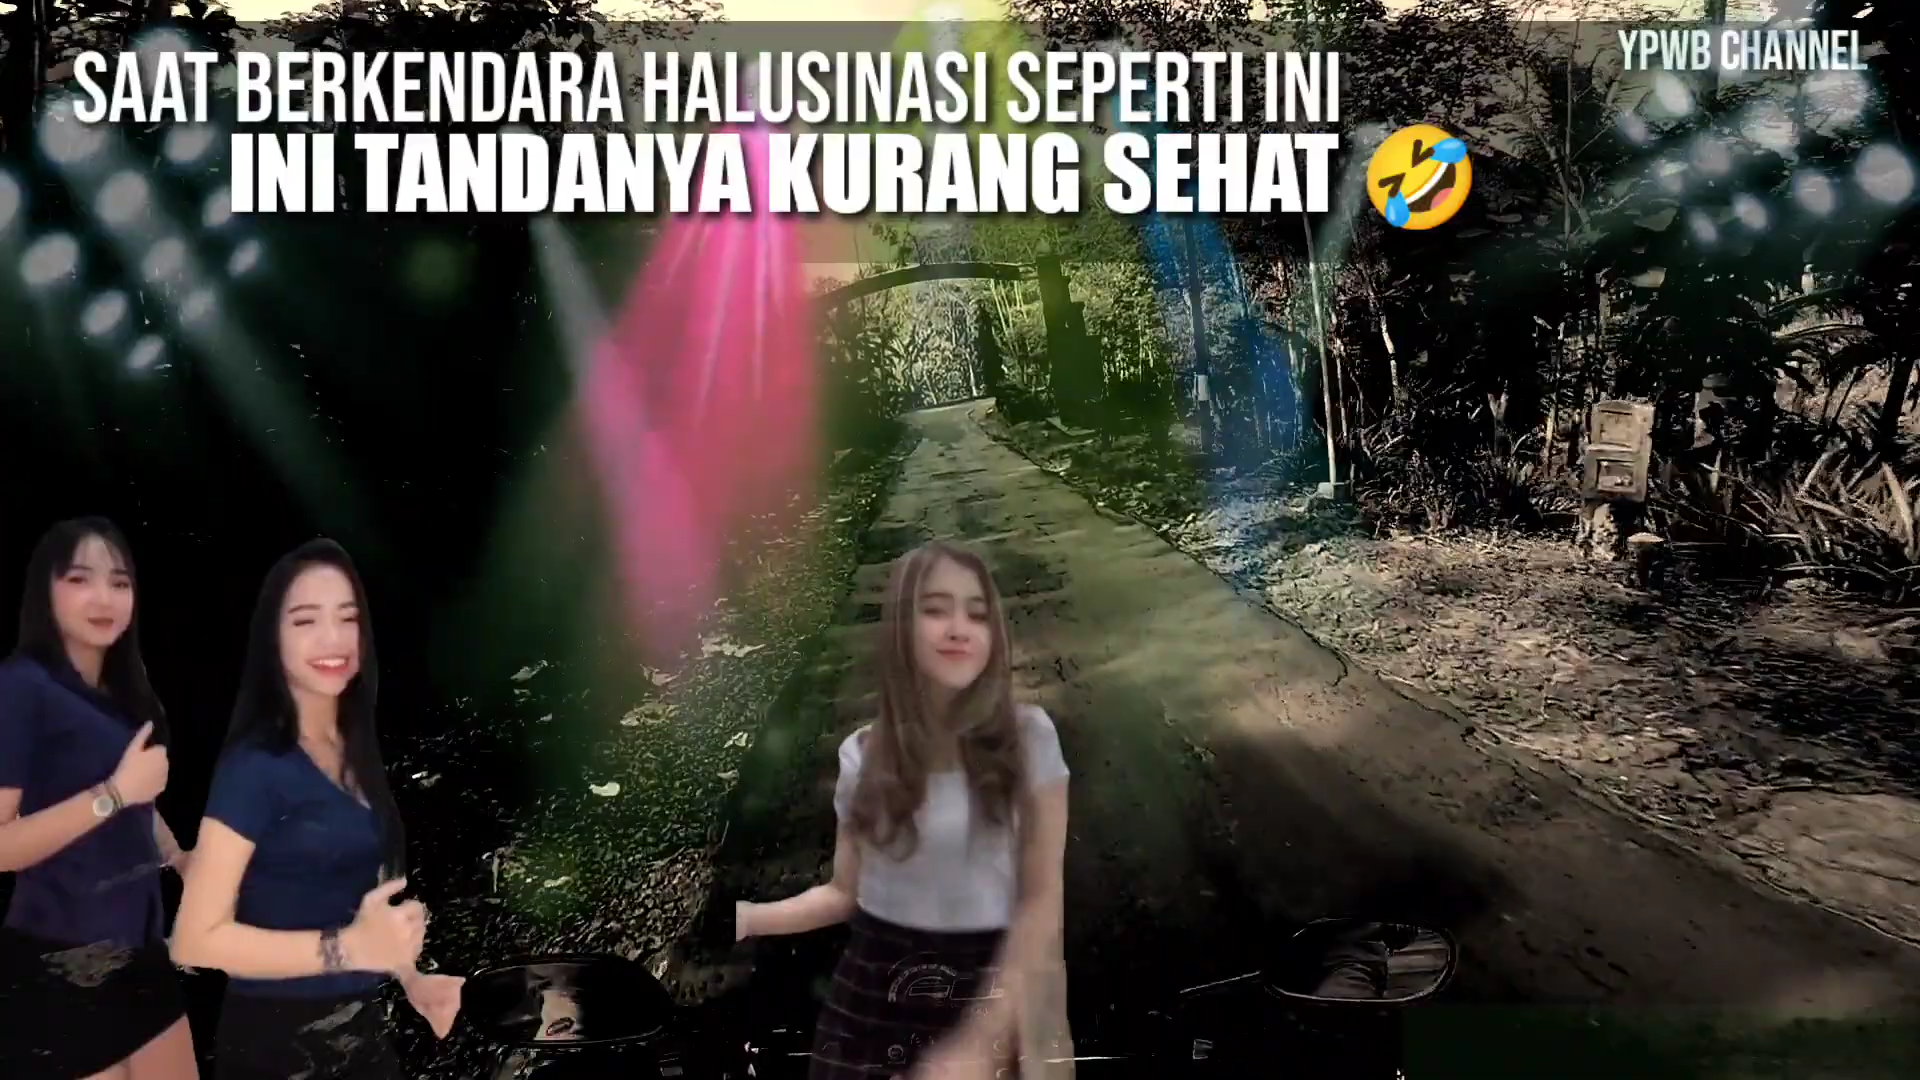 SAAT BERKENDARA HALUSINASI SEPERTI INI
INI TANDANYA KURANG SEHAT 🤣
YPWB CHANNEL